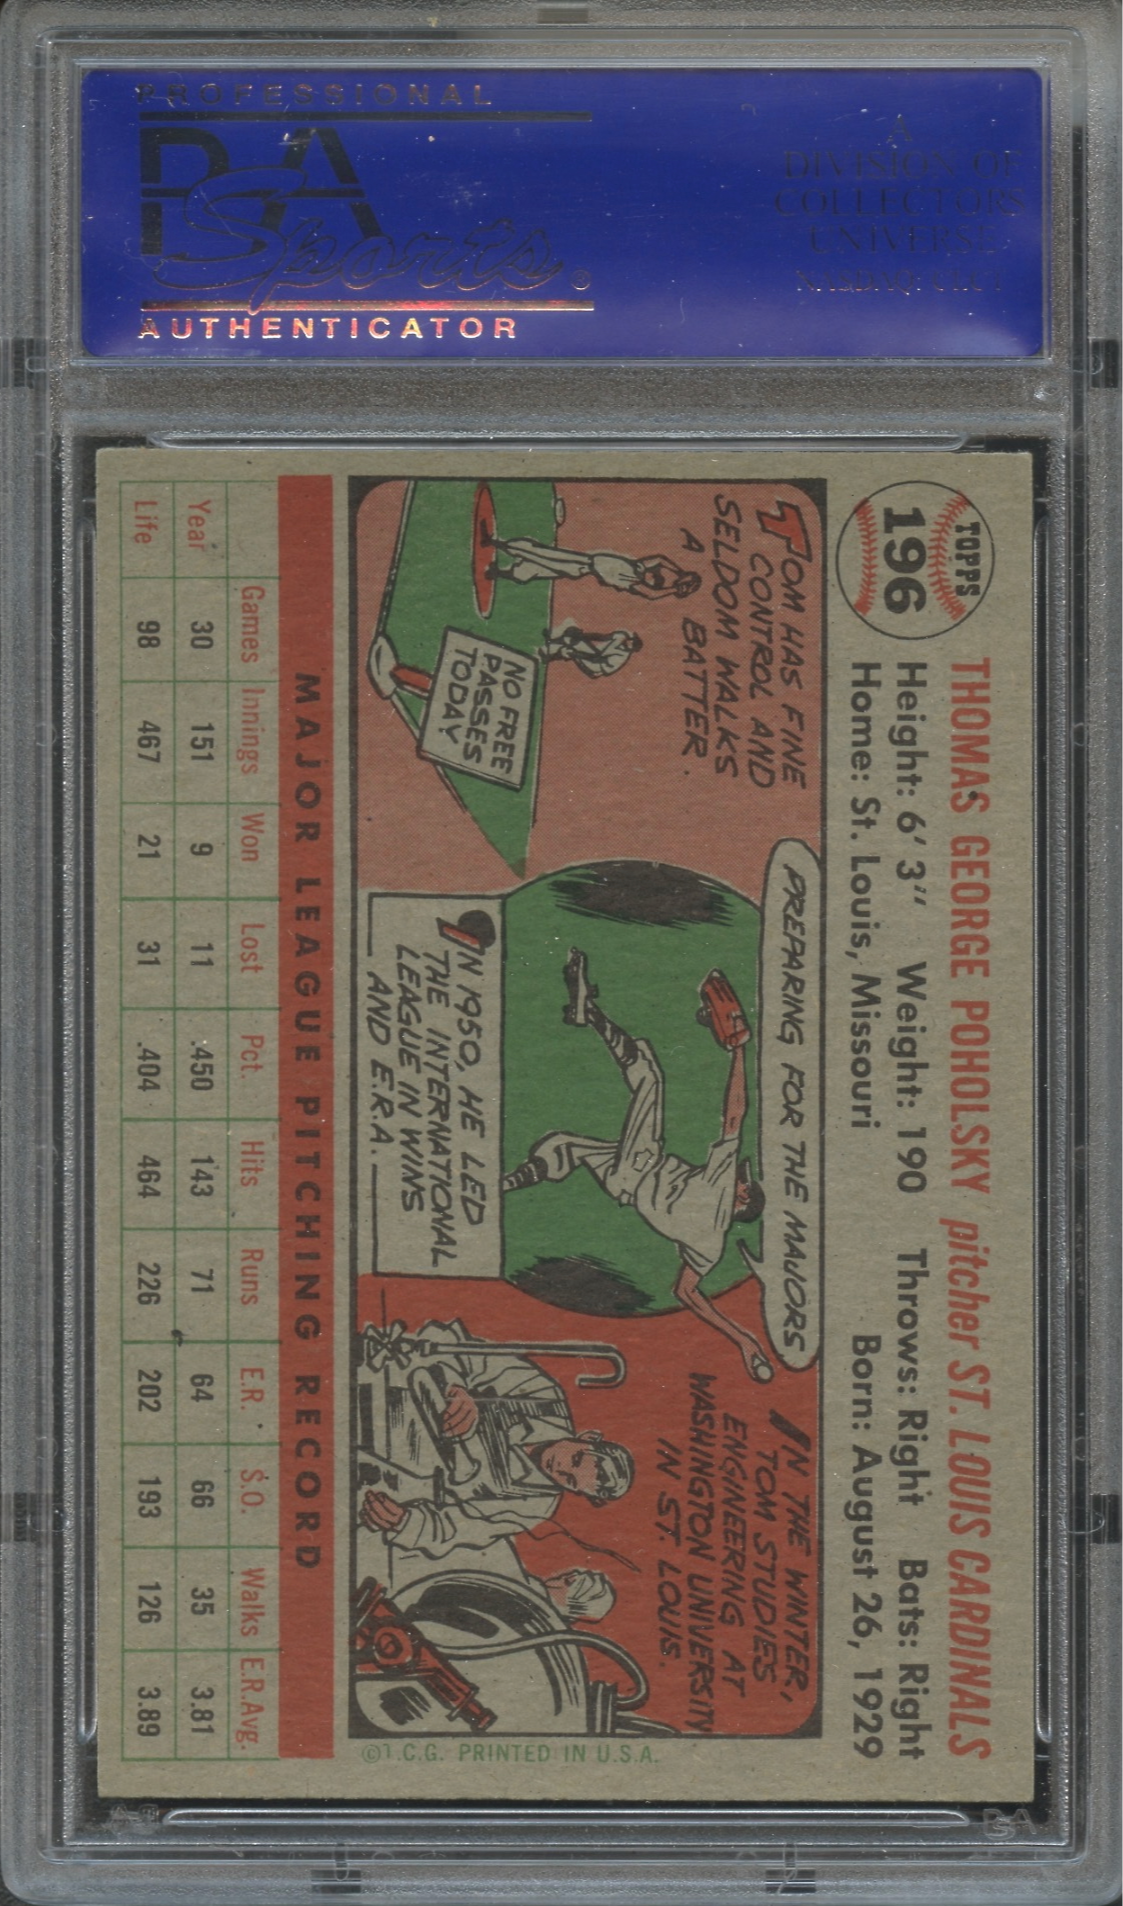 PROFESSIONAL
PSA
Sports®
AUTHENTICATOR
A
DIVISION OF
COLLECTORS
UNIVERSE
NASDAQ: CLCT
TOPPS
196
THOMAS GEORGE POHOLSKY pitcher ST. LOUIS CARDINALS
Height: 6' 3" Weight: 190 Throws: Right Bats: Right
Home: St. Louis, Missouri Born: August 26, 1929
TOM HAS FINE
CONTROL AND
SELDOM WALKS
A BATTER.
NO FREE
PASSES
TODAY
PREPARING FOR THE MAJORS
IN 1950, HE LED
THE INTERNATIONAL
LEAGUE IN WINS
AND E.R.A.
IN THE WINTER,
TOM STUDIES
ENGINEERING AT
WASHINGTON UNIVERSITY
IN ST. LOUIS.
©T.C.G. PRINTED IN U.S.A.
MAJOR LEAGUE PITCHING RECORD
Games Innings Won Lost Pct. Hits Runs E.R. S.O. Walks E.R.Avg.
Year 30 151 9 11 .450 143 71 64 66 35 3.81
Life 98 467 21 31 .404 464 226 202 193 126 3.89
PSA